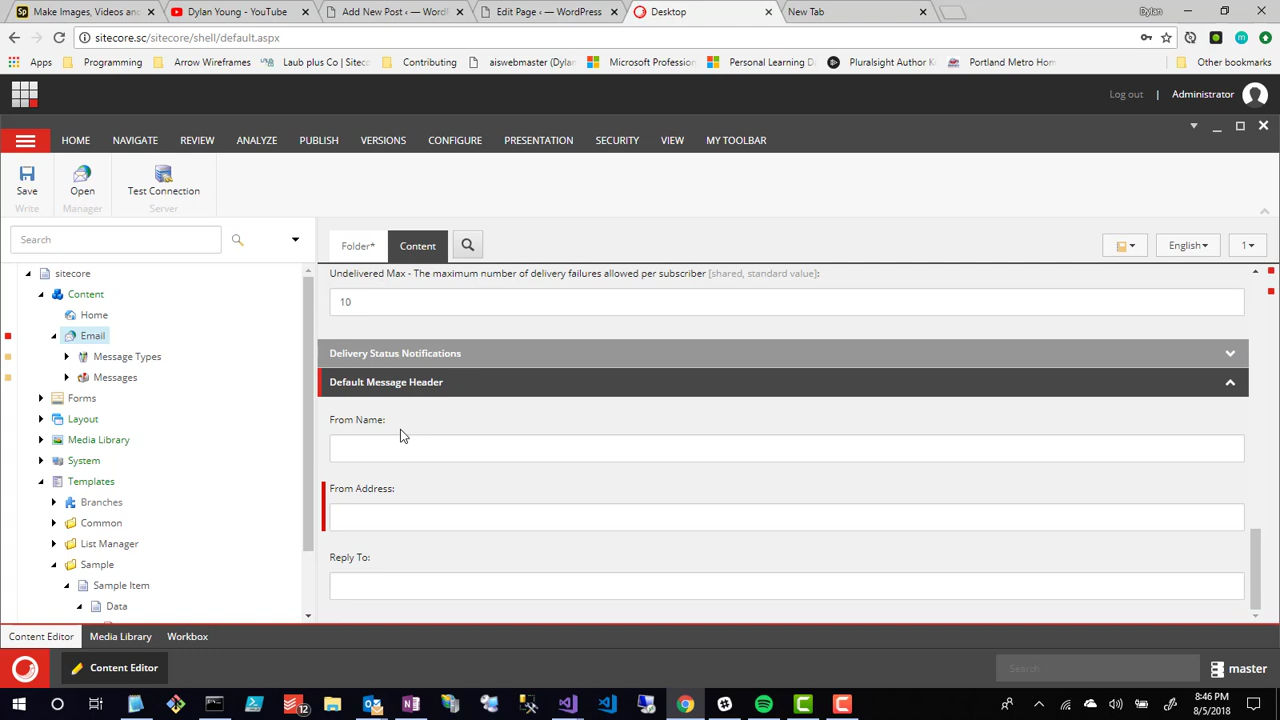 Make Images, Videos and
Dylan Young - YouTube
Add New Post ‹ — WordP
Edit Page ‹ — WordPress
Desktop
New Tab
Dylan
sitecore.sc/sitecore/shell/default.aspx
Apps
Programming
Arrow Wireframes
Laub plus Co | Sitec
Contributing
aiswebmaster (Dyla
Microsoft Profession
Personal Learning D
Pluralsight Author K
Portland Metro Hom
Other bookmarks
Log out | Administrator
HOME
NAVIGATE
REVIEW
ANALYZE
PUBLISH
VERSIONS
CONFIGURE
PRESENTATION
SECURITY
VIEW
MY TOOLBAR
Save
Open
Test Connection
Write
Manager
Server
Search
Folder*
Content
English
1
sitecore
Content
Home
Email
Message Types
Messages
Forms
Layout
Media Library
System
Templates
Branches
Common
List Manager
Sample
Sample Item
Data
Undelivered Max - The maximum number of delivery failures allowed per subscriber [shared, standard value]:
10
Delivery Status Notifications
Default Message Header
From Name:
From Address:
Reply To:
Content Editor
Media Library
Workbox
Content Editor
Search
master
12
8:46 PM
8/5/2018